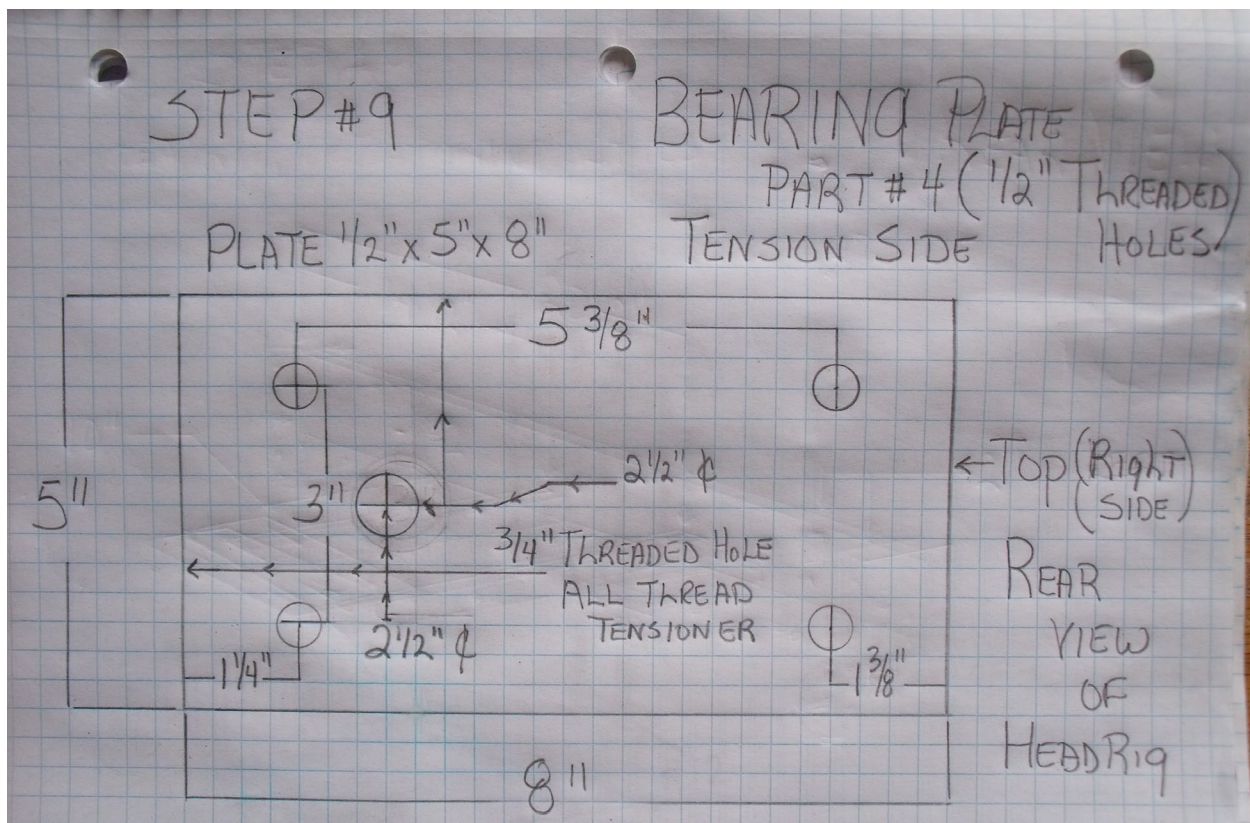 STEP #9
BEARING PLATE
PART # 4 (1/2" THREADED
HOLES)
PLATE 1/2" x 5" x 8"
TENSION SIDE
5 3/8"
2 1/2" ₵
←TOP (RIGHT
SIDE)
5"
3"
3/4" THREADED HOLE
ALL THREAD
TENSIONER
2 1/2" ₵
REAR
VIEW
OF
HEADRIG
1 1/4"
1 3/8"
8"